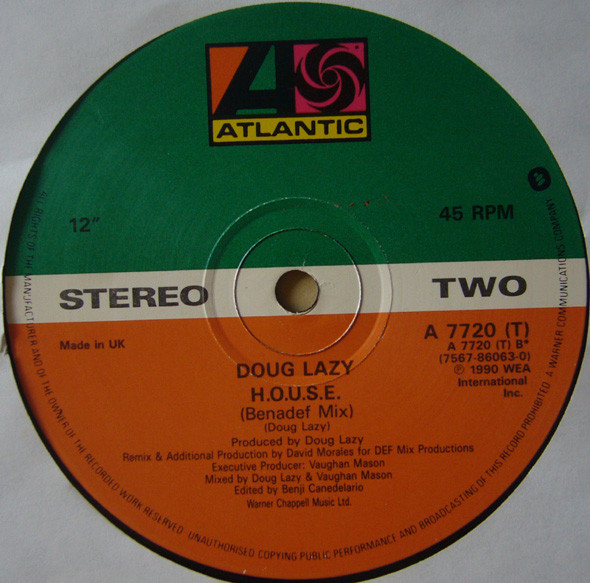 ATLANTIC
12" 45 RPM
STEREO TWO
Made in UK
A 7720 (T)
A 7720 (T) B*
(7567-86063-0)
Ⓟ 1990 WEA
International
Inc.
DOUG LAZY
H.O.U.S.E.
(Benadef Mix)
(Doug Lazy)
Produced by Doug Lazy
Remix & Additional Production by David Morales for DEF Mix Productions
Executive Producer: Vaughan Mason
Mixed by Doug Lazy & Vaughan Mason
Edited by Benji Canedelario
Warner Chappell Music Ltd.
ALL RIGHTS OF THE MANUFACTURER AND OF THE OWNER OF THE RECORDED WORK RESERVED. UNAUTHORISED COPYING PUBLIC PERFORMANCE AND BROADCASTING OF THIS RECORD PROHIBITED. A WARNER COMMUNICATIONS COMPANY.